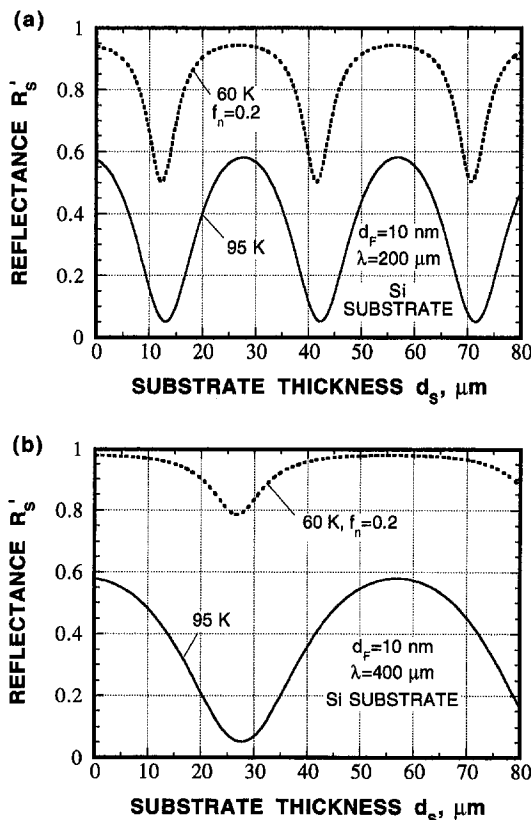 (a)
1
0.8
0.6
0.4
0.2
0
REFLECTANCE Rs'
60 K
fn=0.2
95 K
dF=10 nm
λ=200 μm
Si
SUBSTRATE
0 10 20 30 40 50 60 70 80
SUBSTRATE THICKNESS ds, μm
(b)
1
0.8
0.6
0.4
0.2
0
REFLECTANCE Rs'
60 K, fn=0.2
95 K
dF=10 nm
λ=400 μm
Si SUBSTRATE
0 10 20 30 40 50 60 70 80
SUBSTRATE THICKNESS ds, μm